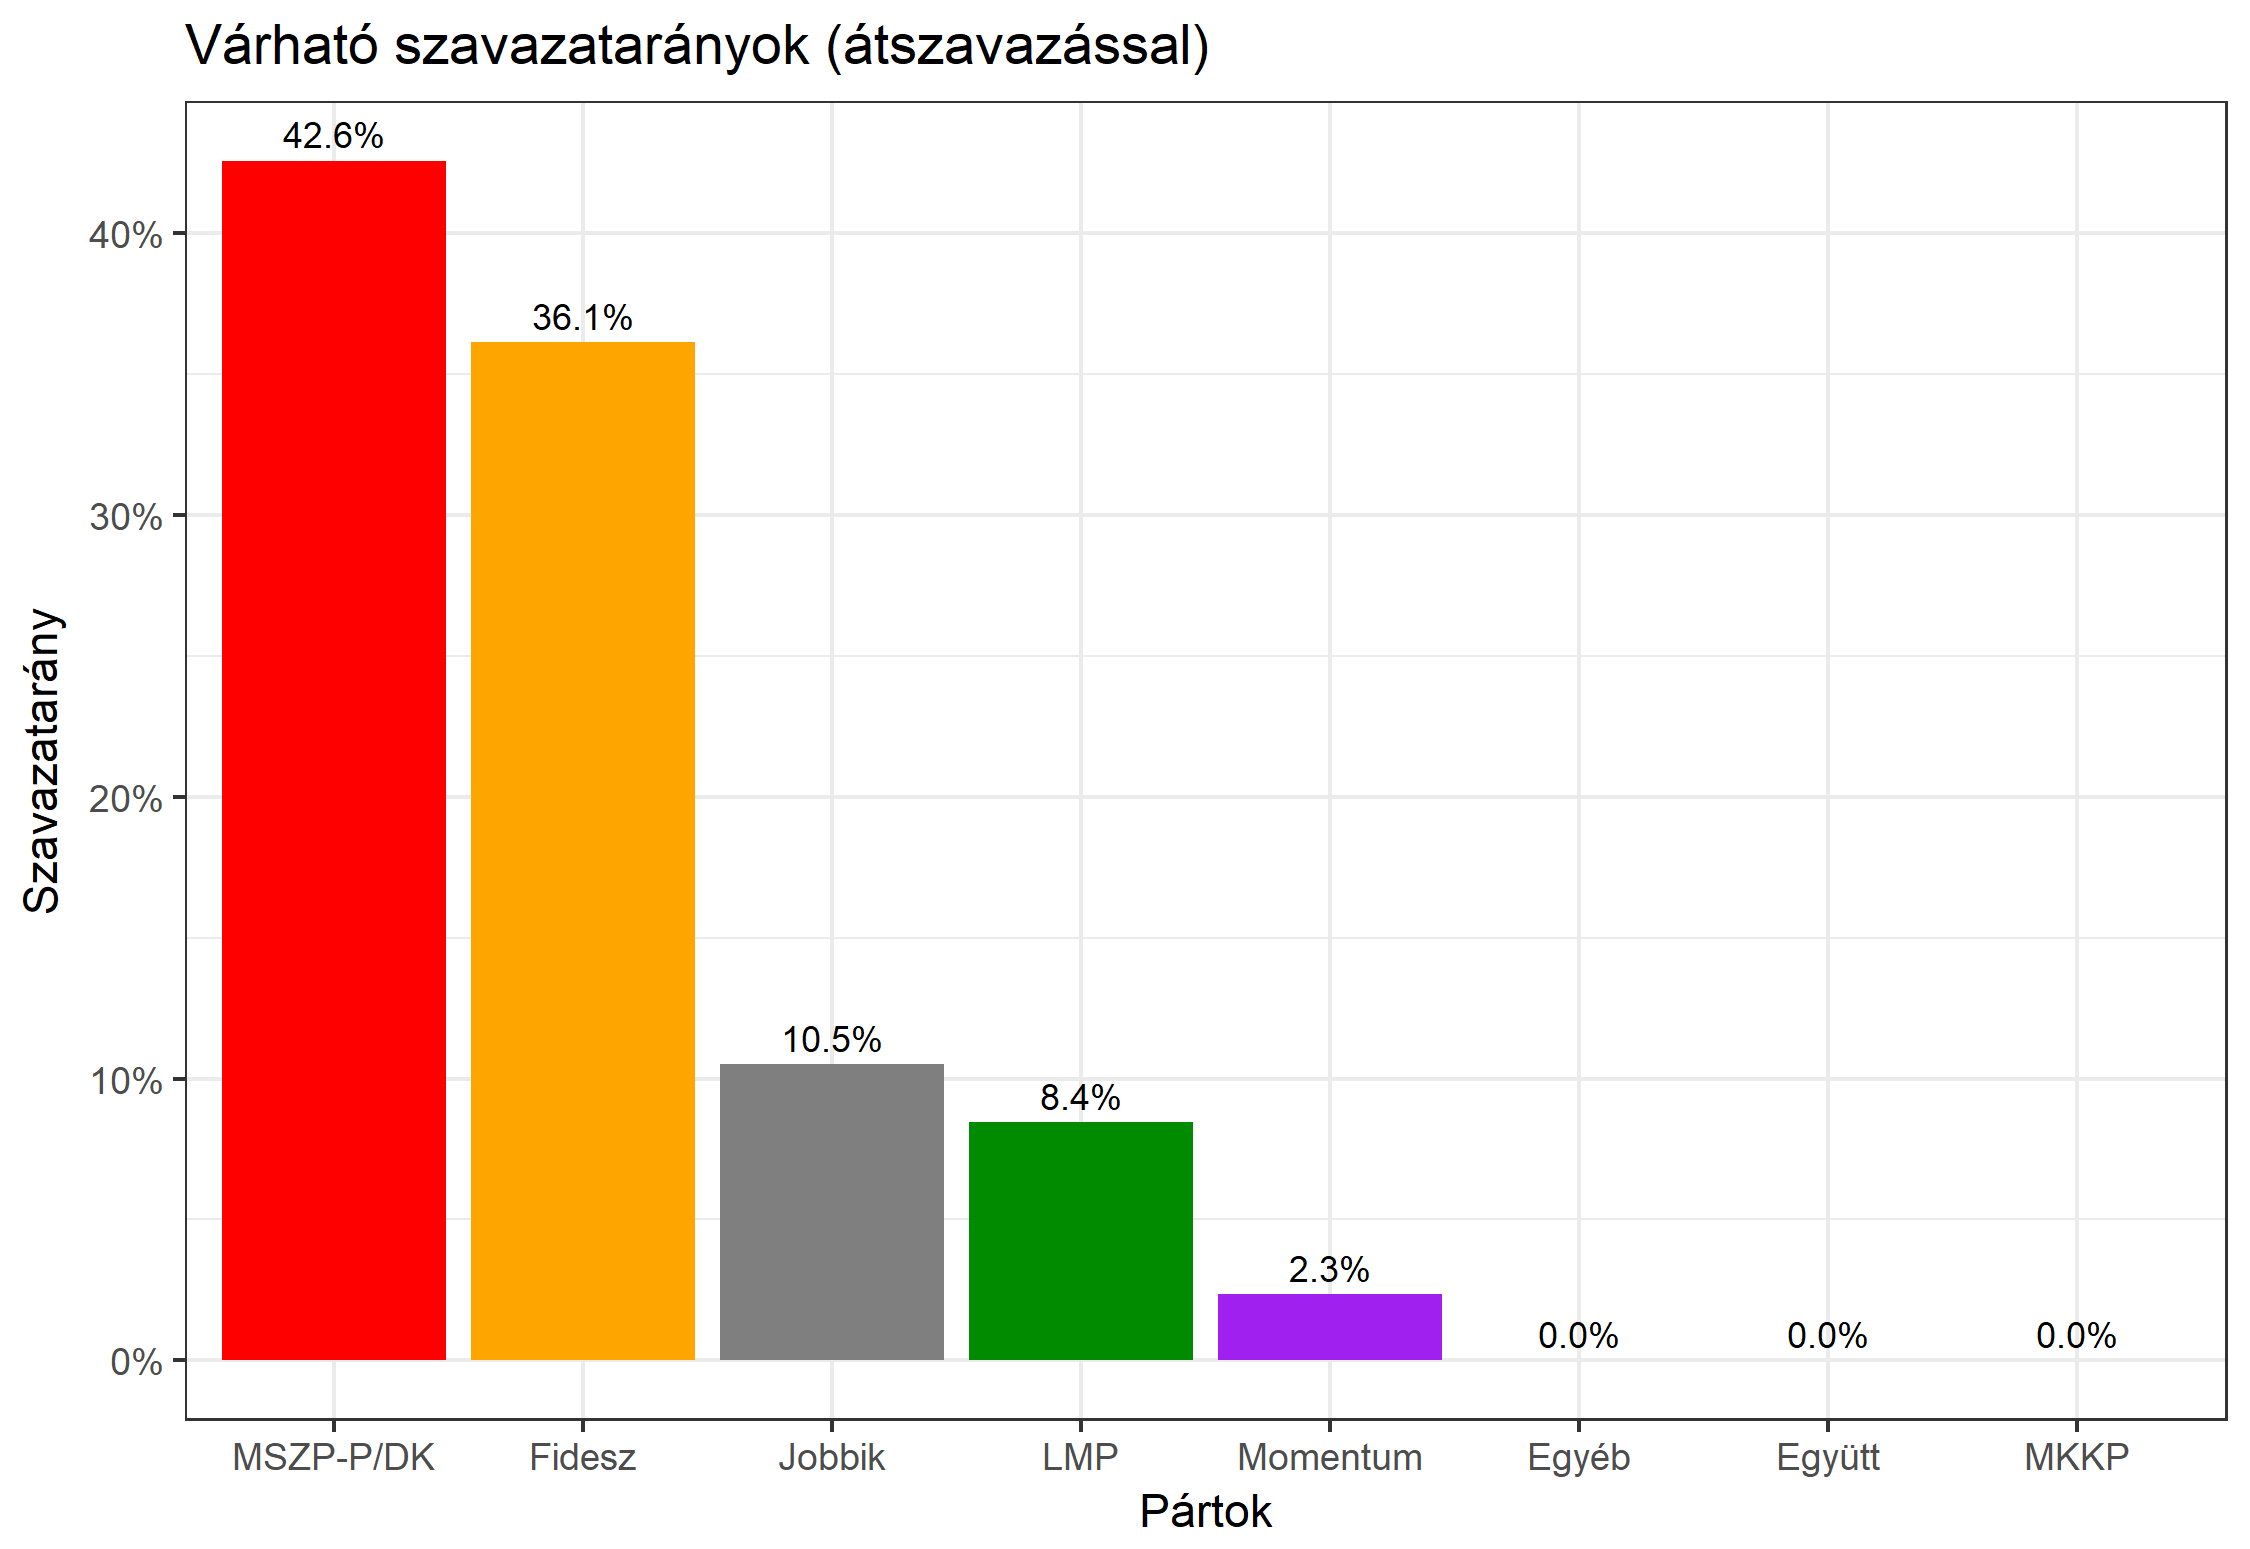 Várható szavazatarányok (átszavazással)
42.6%
36.1%
10.5%
8.4%
2.3%
0.0%
0.0%
0.0%
40%
30%
20%
10%
0%
Szavazatarány
MSZP-P/DK
Fidesz
Jobbik
LMP
Momentum
Egyéb
Együtt
MKKP
Pártok